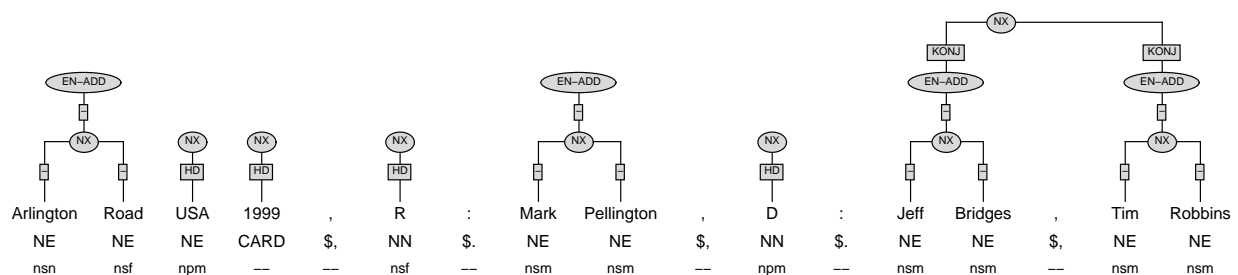 NX
KONJ KONJ
EN–ADD EN–ADD EN–ADD EN–ADD
– – – –
NX NX NX NX NX NX NX NX
– – HD HD HD – – HD – – – –
Arlington Road USA 1999 , R : Mark Pellington , D : Jeff Bridges , Tim Robbins
NE NE NE CARD $, NN $. NE NE $, NN $. NE NE $, NE NE
nsn nsf npm –– –– nsf –– nsm nsm –– npm –– nsm nsm –– nsm nsm